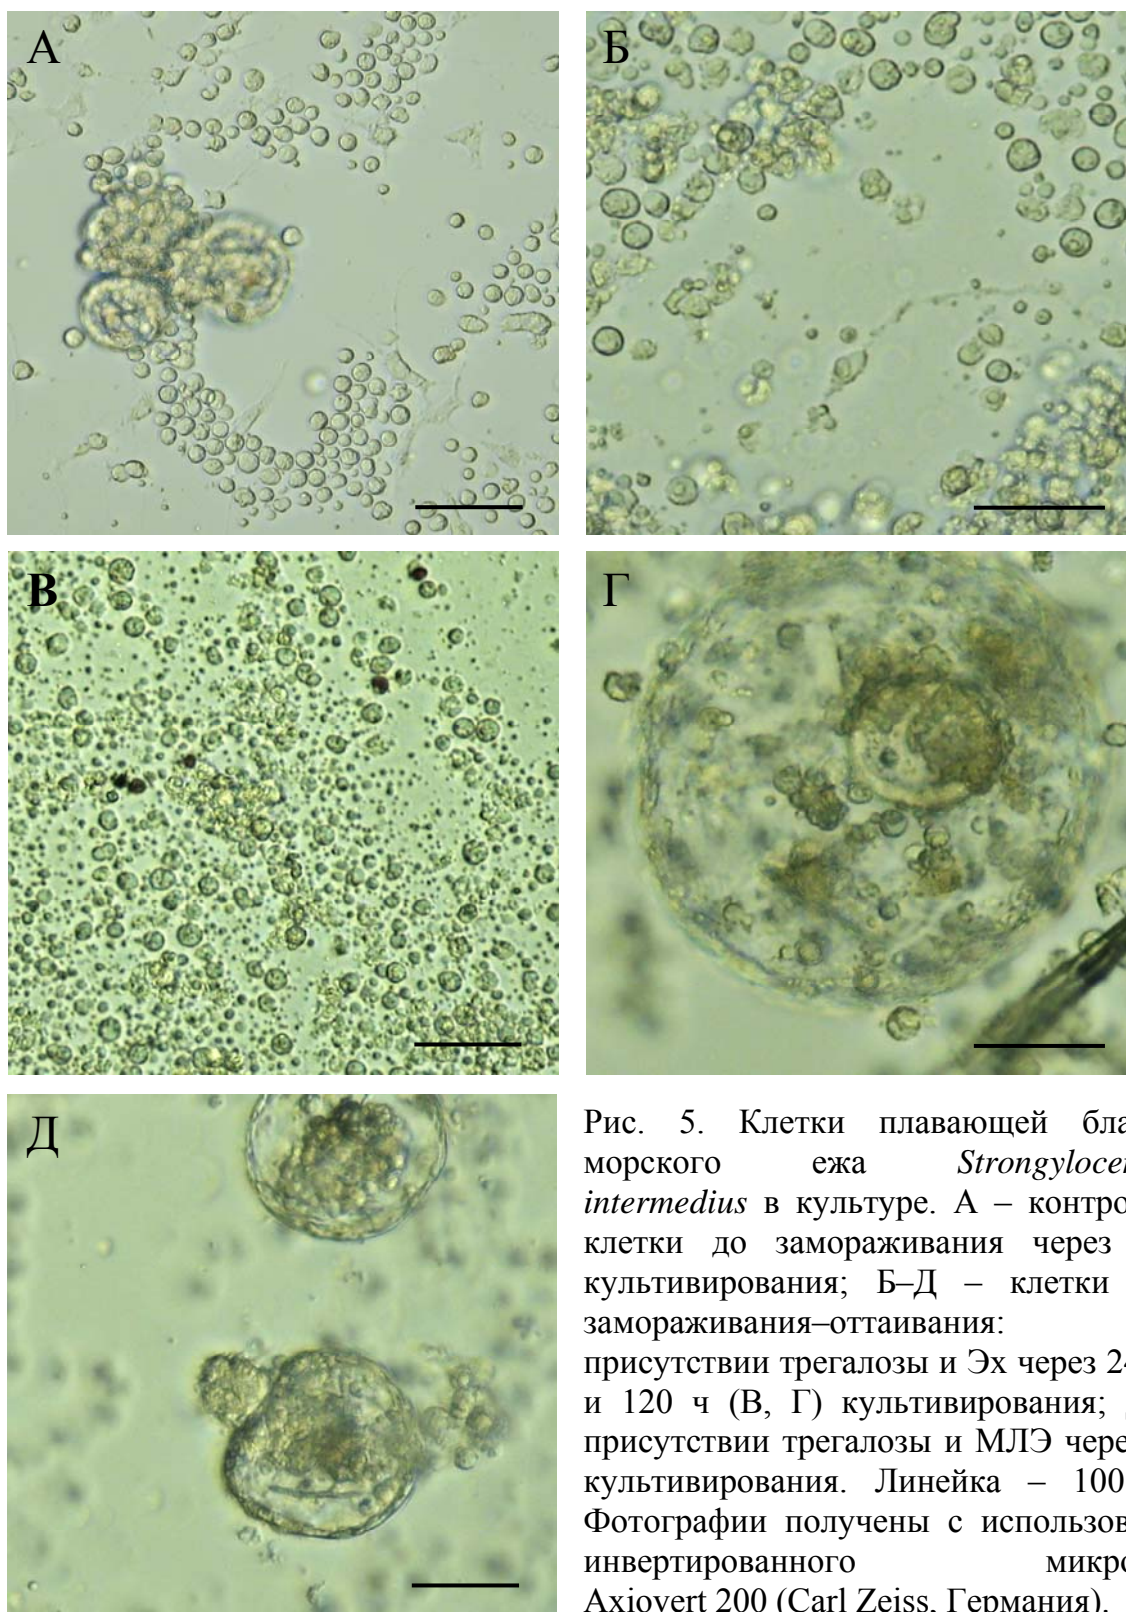 А
Б
В
Г
Д
Рис. 5. Клетки плавающей бла
морского ежа Strongylocen
intermedius в культуре. А – контро
клетки до замораживания через
культивирования; Б–Д – клетки
замораживания–оттаивания:
присутствии трегалозы и Эх через 24
и 120 ч (В, Г) культивирования;
присутствии трегалозы и МЛЭ чере
культивирования. Линейка – 100
Фотографии получены с использов
инвертированного микро
Axiovert 200 (Carl Zeiss, Германия).